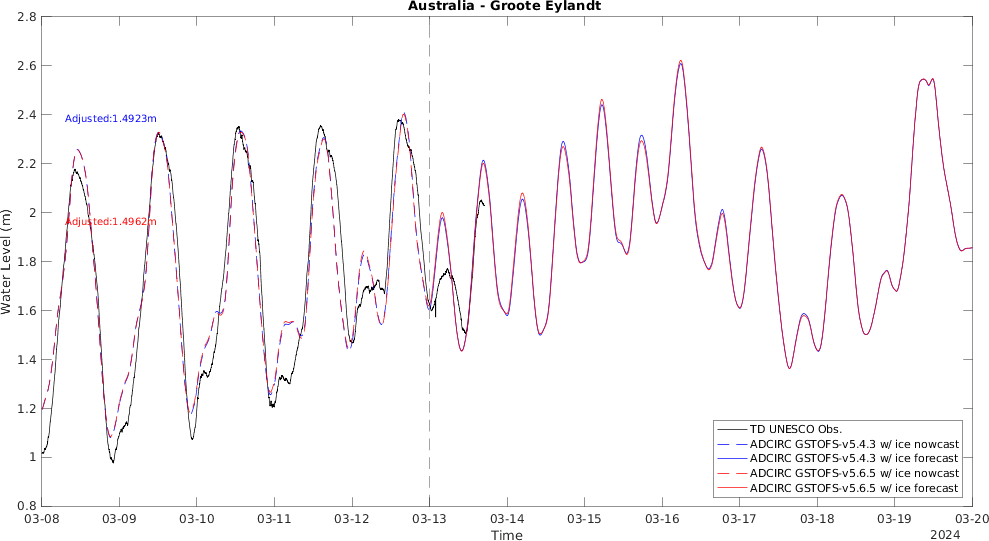 Australia - Groote Eylandt
Water Level (m)
2.8
2.6
2.4
2.2
2
1.8
1.6
1.4
1.2
1
0.8
Adjusted:1.4923m
Adjusted:1.4962m
TD UNESCO Obs.
ADCIRC GSTOFS-v5.4.3 w/ ice nowcast
ADCIRC GSTOFS-v5.4.3 w/ ice forecast
ADCIRC GSTOFS-v5.6.5 w/ ice nowcast
ADCIRC GSTOFS-v5.6.5 w/ ice forecast
03-08 03-09 03-10 03-11 03-12 03-13 03-14 03-15 03-16 03-17 03-18 03-19 03-20
Time
2024